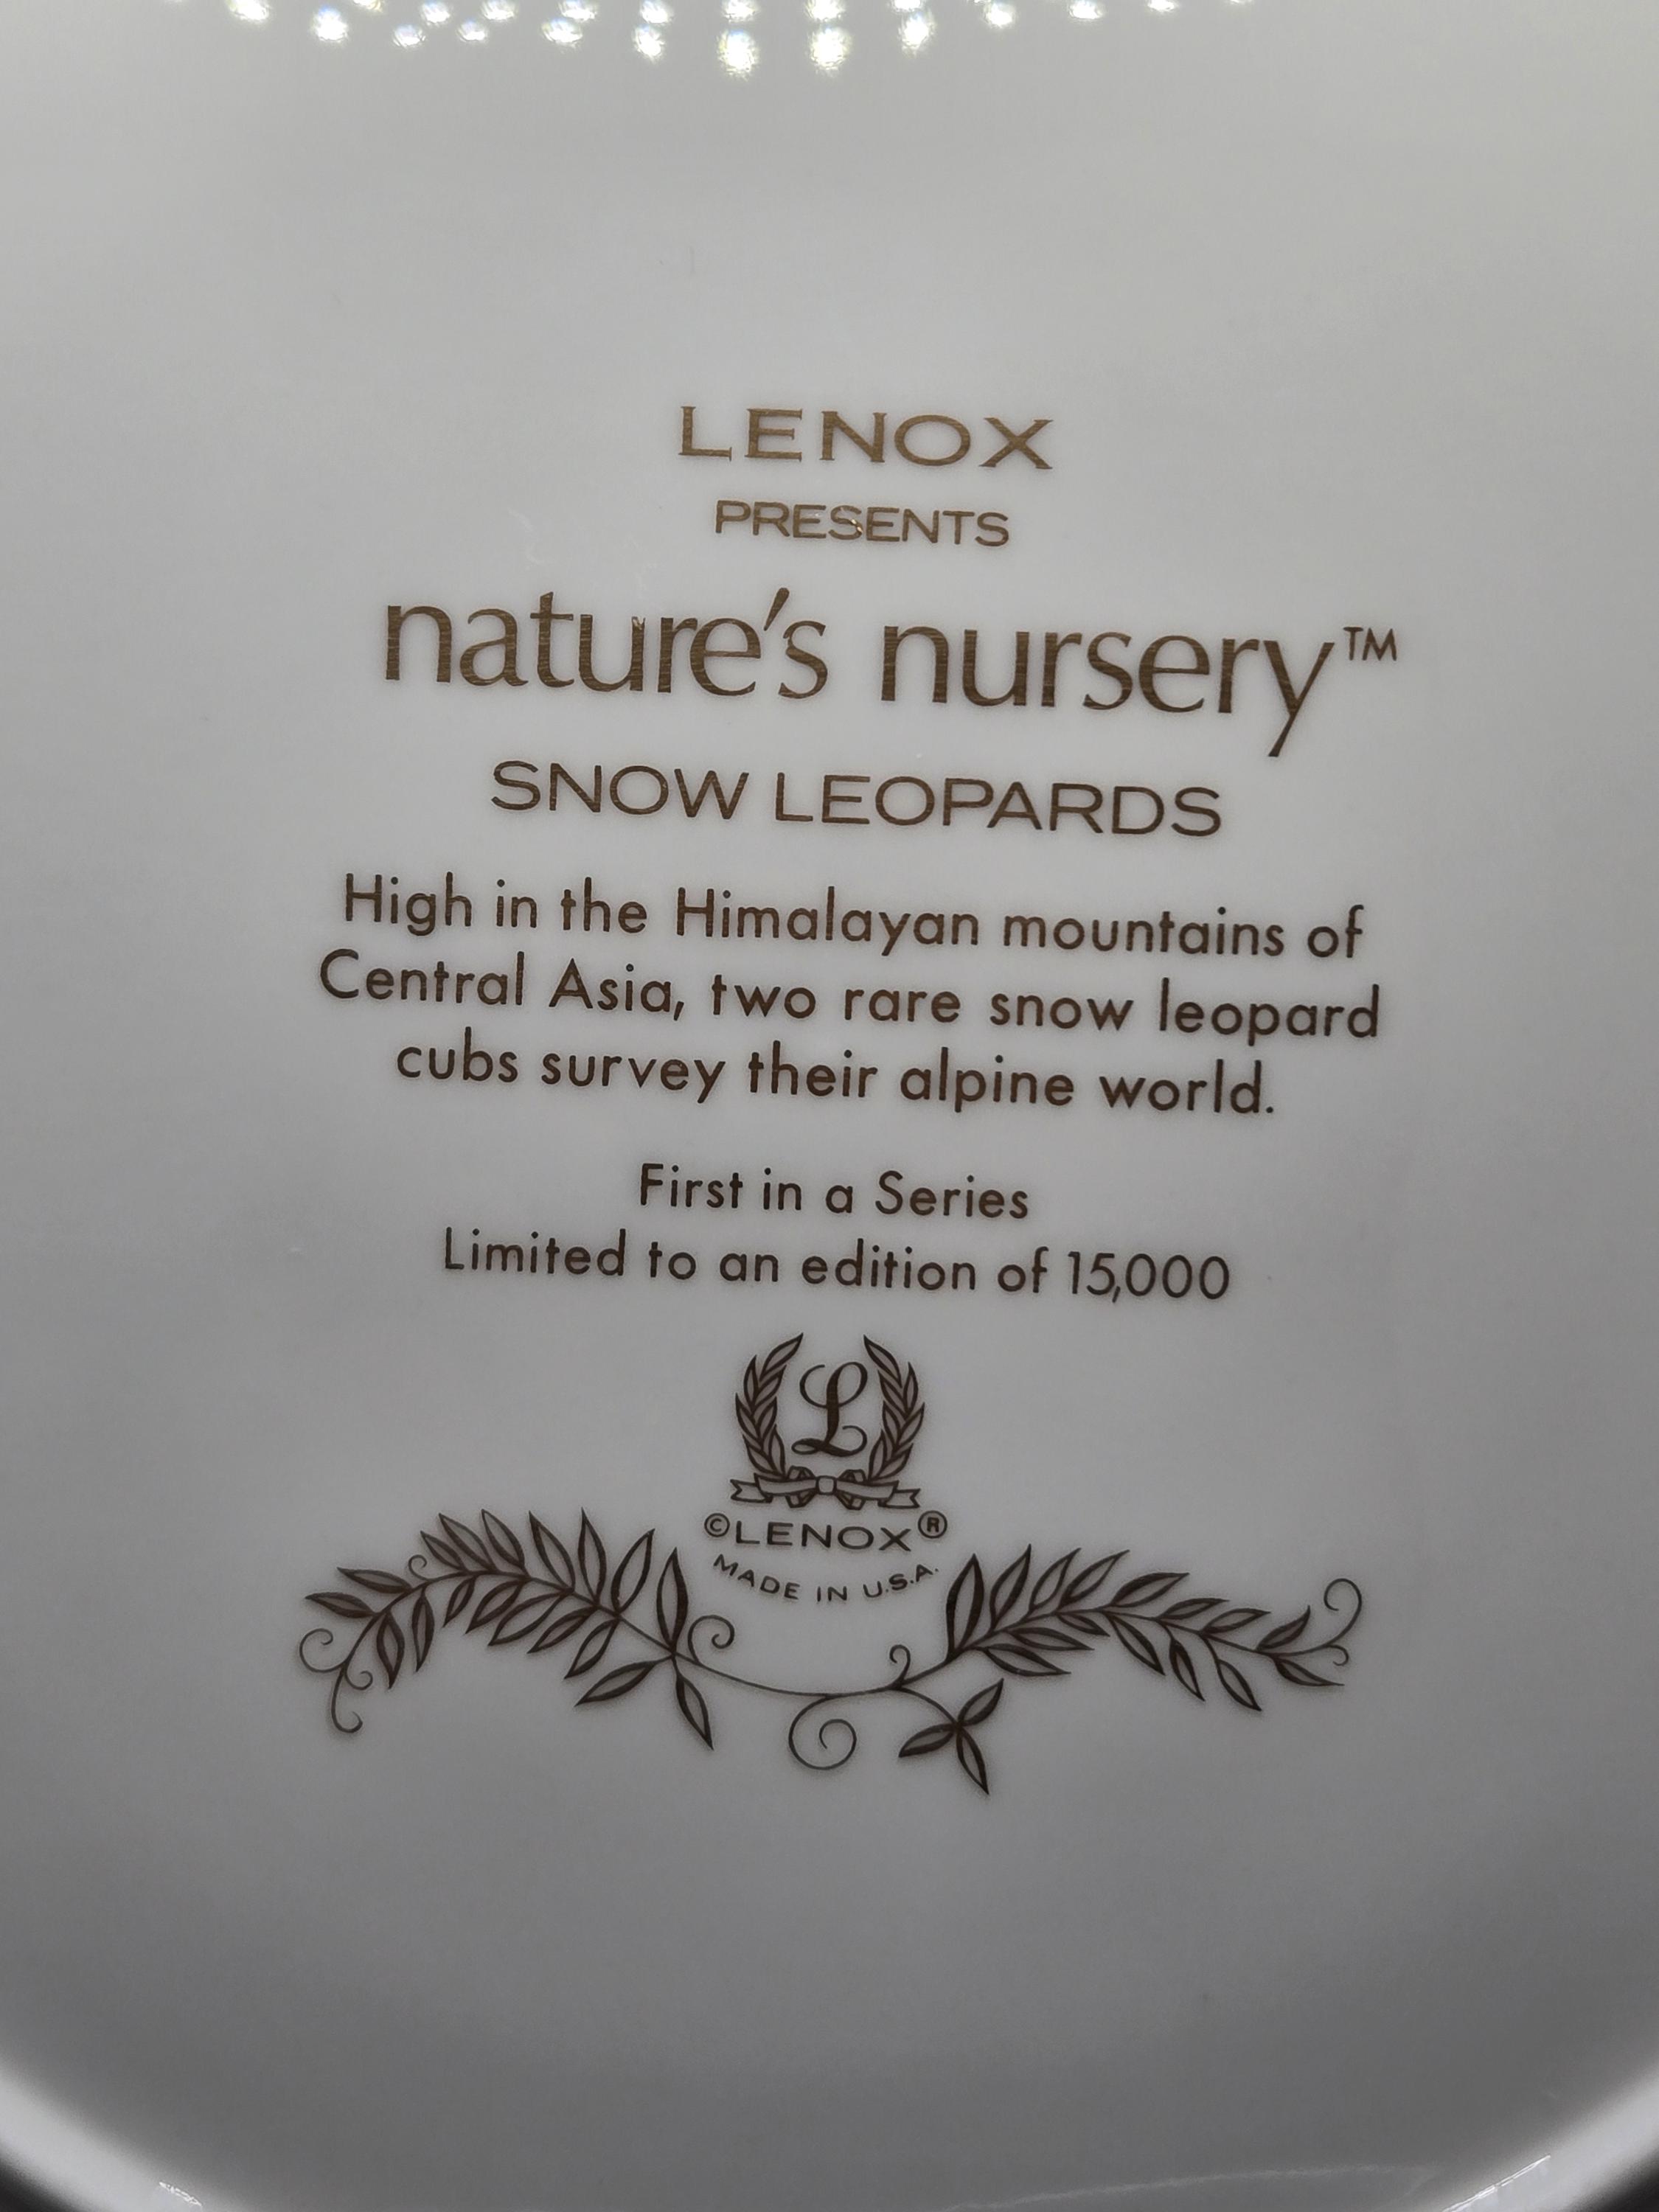 LENOX
PRESENTS
nature's nursery™
SNOW LEOPARDS
High in the Himalayan mountains of
Central Asia, two rare snow leopard
cubs survey their alpine world.
First in a Series
Limited to an edition of 15,000
L
©LENOX®
MADE IN U.S.A.